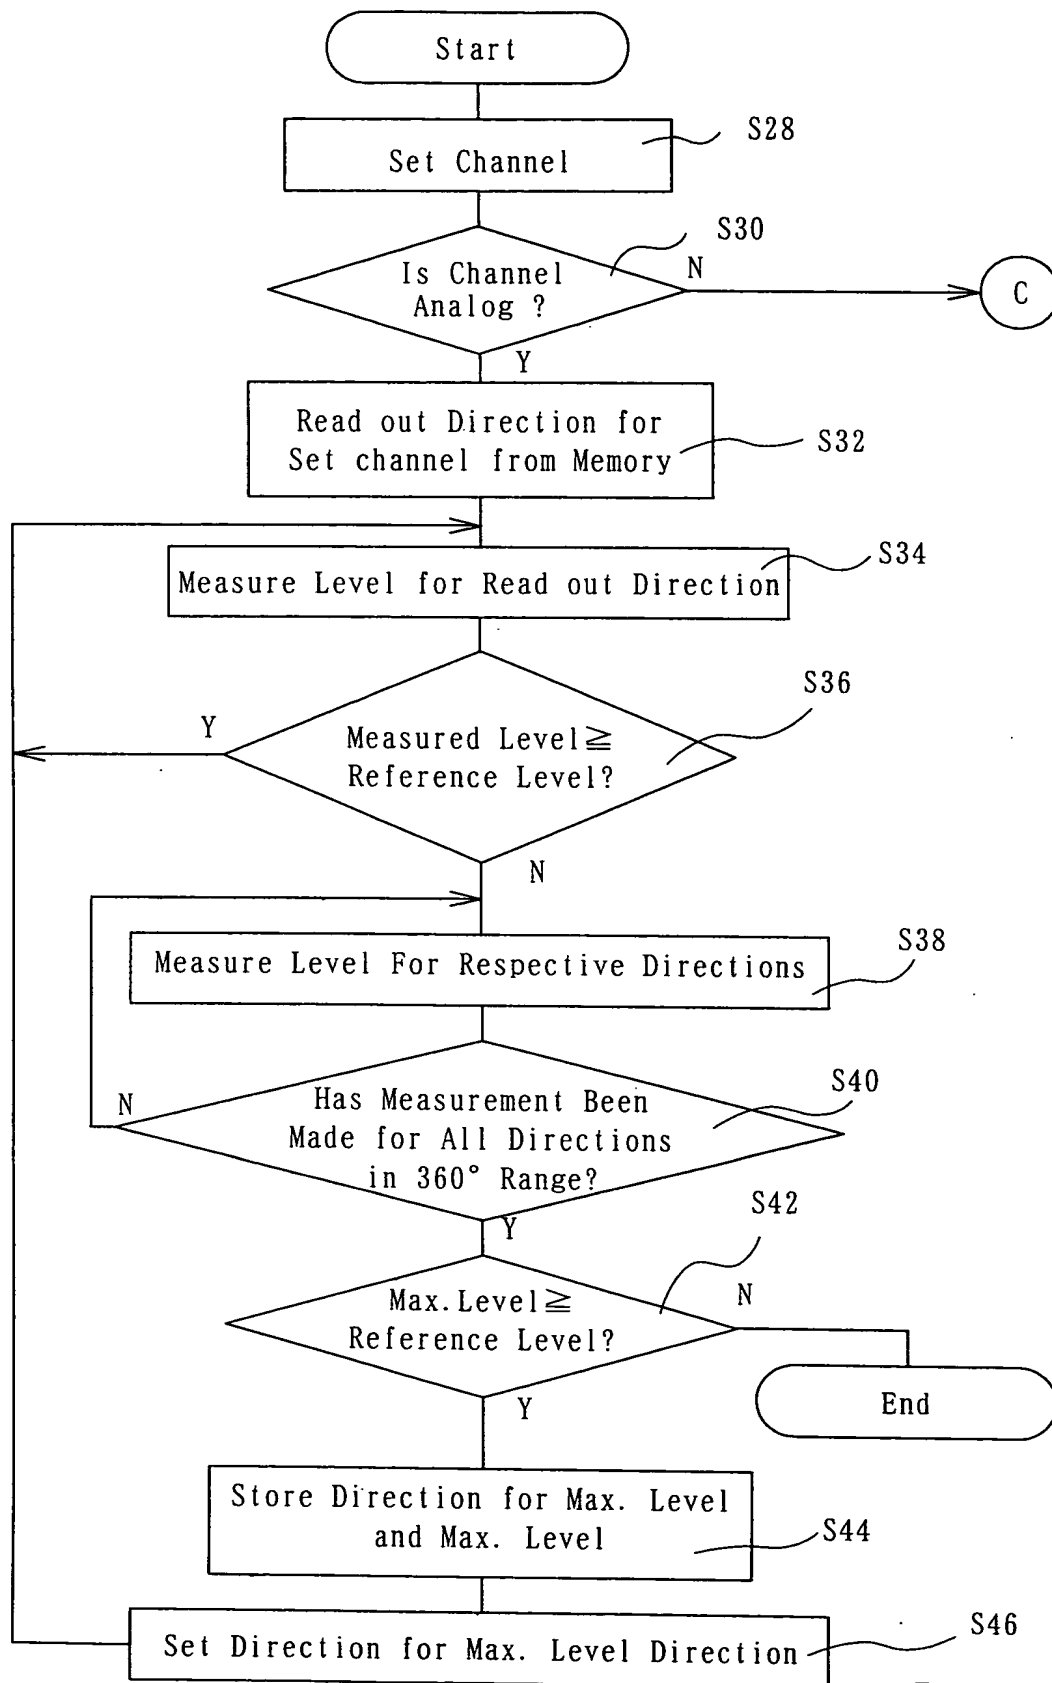 Start
S28
Set Channel
S30
Is Channel
Analog ?
N
C
Y
Read out Direction for
Set channel from Memory
S32
S34
Measure Level for Read out Direction
S36
Y
Measured Level≧
Reference Level?
N
S38
Measure Level For Respective Directions
S40
N
Has Measurement Been
Made for All Directions
in 360° Range?
Y
S42
Max.Level≧
Reference Level?
N
Y
End
Store Direction for Max. Level
and Max. Level
S44
S46
Set Direction for Max. Level Direction